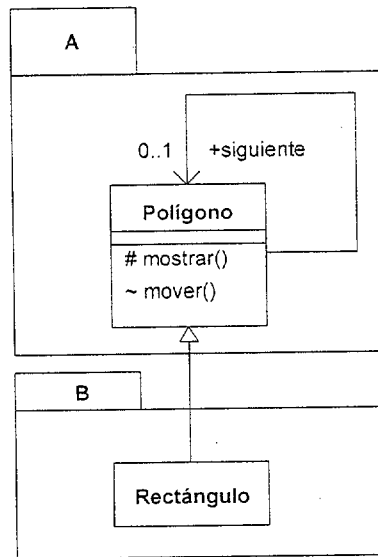 A
0..1 +siguiente
Polígono
# mostrar()
~ mover()
B
Rectángulo